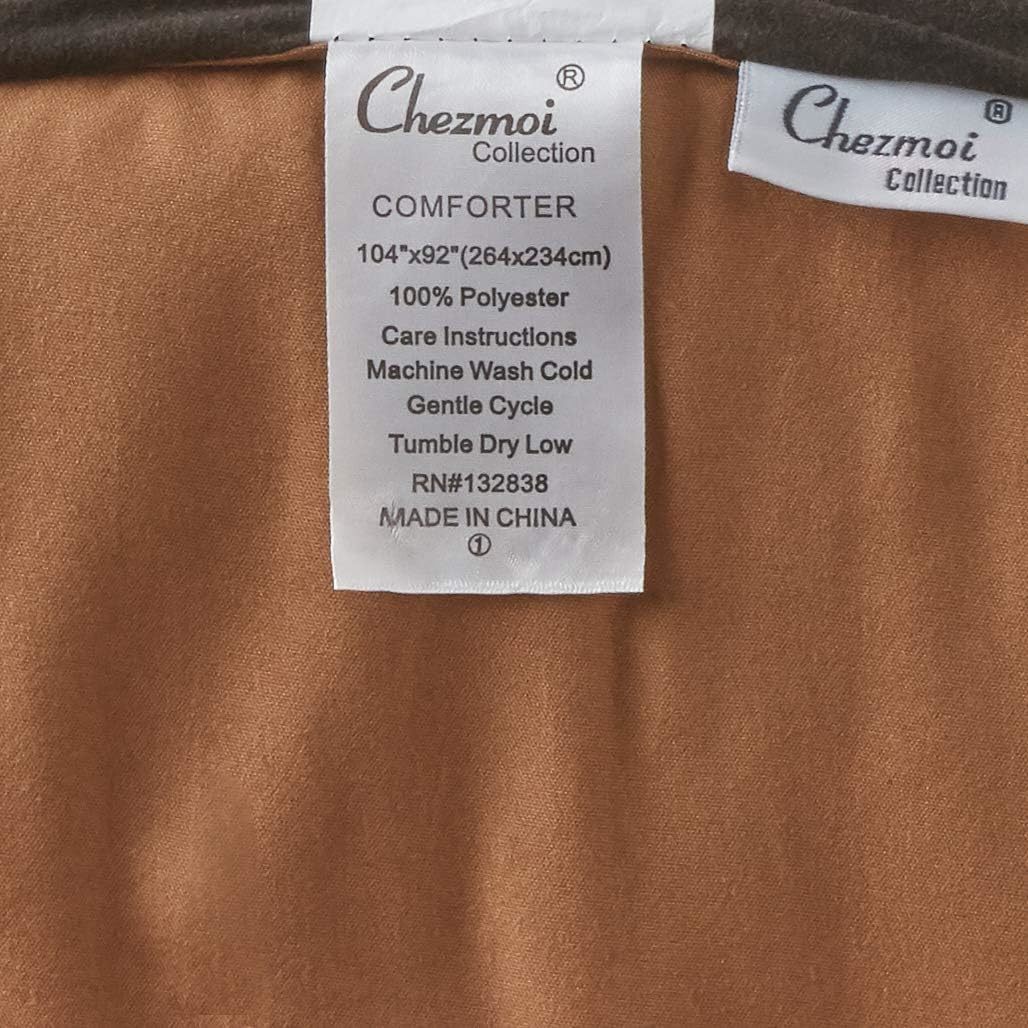 Chezmoi ®
Collection
COMFORTER
104"x92"(264x234cm)
100% Polyester
Care Instructions
Machine Wash Cold
Gentle Cycle
Tumble Dry Low
RN#132838
MADE IN CHINA
①
Chezmoi ®
Collection